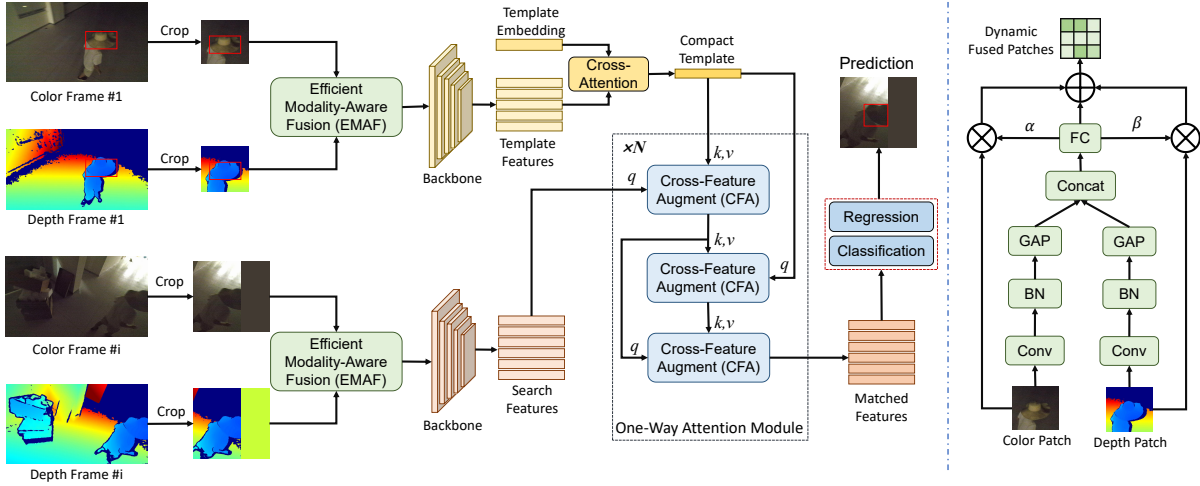 Color Frame #1
Crop
Depth Frame #1
Crop
Efficient
Modality-Aware
Fusion (EMAF)
Backbone
Template
Embedding
Template
Features
Cross-
Attention
Compact
Template
Color Frame #i
Crop
Depth Frame #i
Crop
Efficient
Modality-Aware
Fusion (EMAF)
Backbone
Search
Features
×N
k,v
q
Cross-Feature
Augment (CFA)
k,v
q
Cross-Feature
Augment (CFA)
k,v
q
Cross-Feature
Augment (CFA)
One-Way Attention Module
Prediction
Regression
Classification
Matched
Features
Dynamic
Fused Patches
α
FC
β
Concat
GAP
GAP
BN
BN
Conv
Conv
Color Patch
Depth Patch